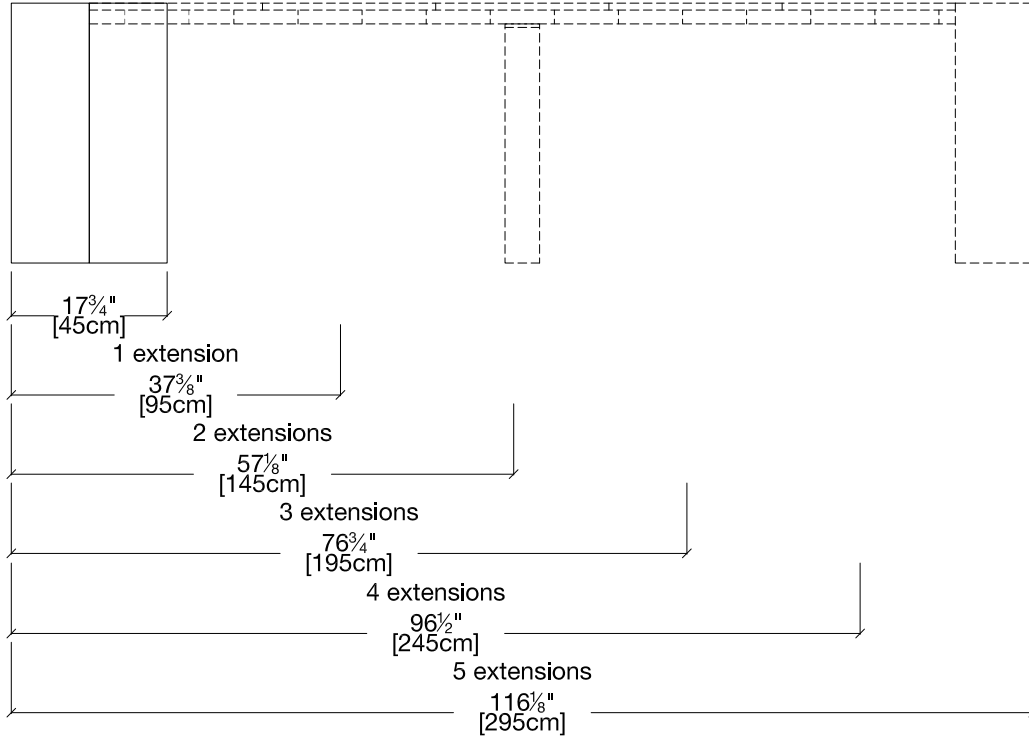 17¾"
[45cm]
1 extension
37⅜"
[95cm]
2 extensions
57⅛"
[145cm]
3 extensions
76¾"
[195cm]
4 extensions
96½"
[245cm]
5 extensions
116⅛"
[295cm]